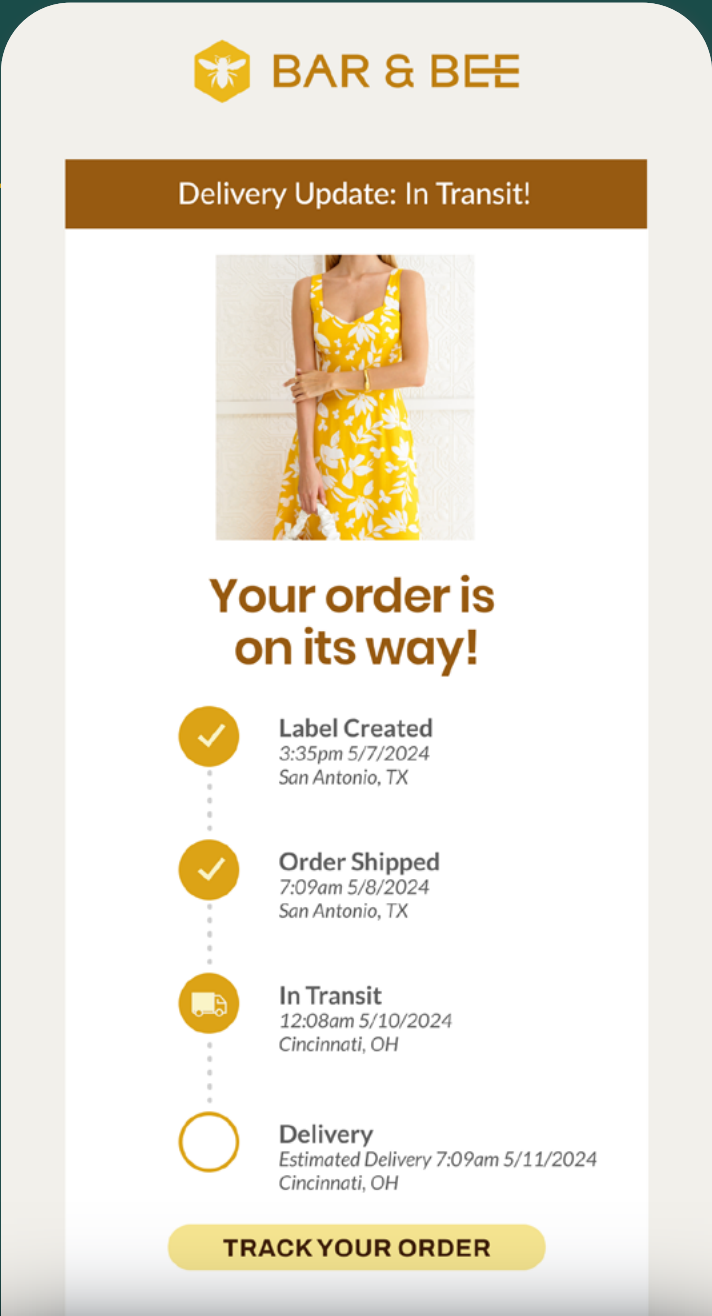 BAR & BEE
Delivery Update: In Transit!
Your order is
on its way!
Label Created
3:35pm 5/7/2024
San Antonio, TX
Order Shipped
7:09am 5/8/2024
San Antonio, TX
In Transit
12:08am 5/10/2024
Cincinnati, OH
Delivery
Estimated Delivery 7:09am 5/11/2024
Cincinnati, OH
TRACK YOUR ORDER